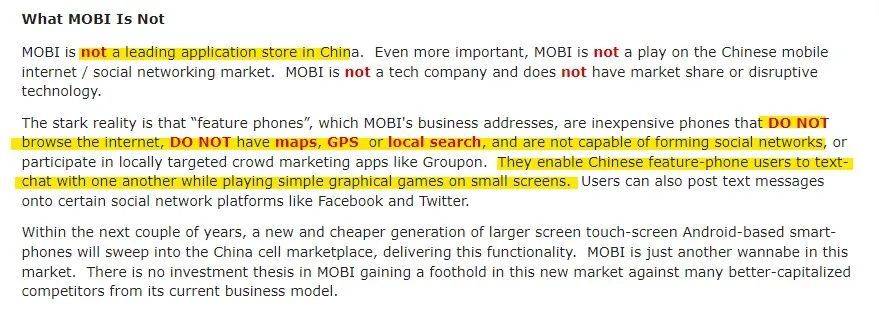 What MOBI Is Not
MOBI is not a leading application store in China.  Even more important, MOBI is not a play on the Chinese mobile
internet / social networking market.  MOBI is not a tech company and does not have market share or disruptive
technology.
The stark reality is that “feature phones”, which MOBI's business addresses, are inexpensive phones that DO NOT
browse the internet, DO NOT have maps, GPS  or local search, and are not capable of forming social networks, or
participate in locally targeted crowd marketing apps like Groupon.  They enable Chinese feature-phone users to text-
chat with one another while playing simple graphical games on small screens.  Users can also post text messages
onto certain social network platforms like Facebook and Twitter.
Within the next couple of years, a new and cheaper generation of larger screen touch-screen Android-based smart-
phones will sweep into the China cell marketplace, delivering this functionality.  MOBI is just another wannabe in this
market.  There is no investment thesis in MOBI gaining a foothold in this new market against many better-capitalized
competitors from its current business model.